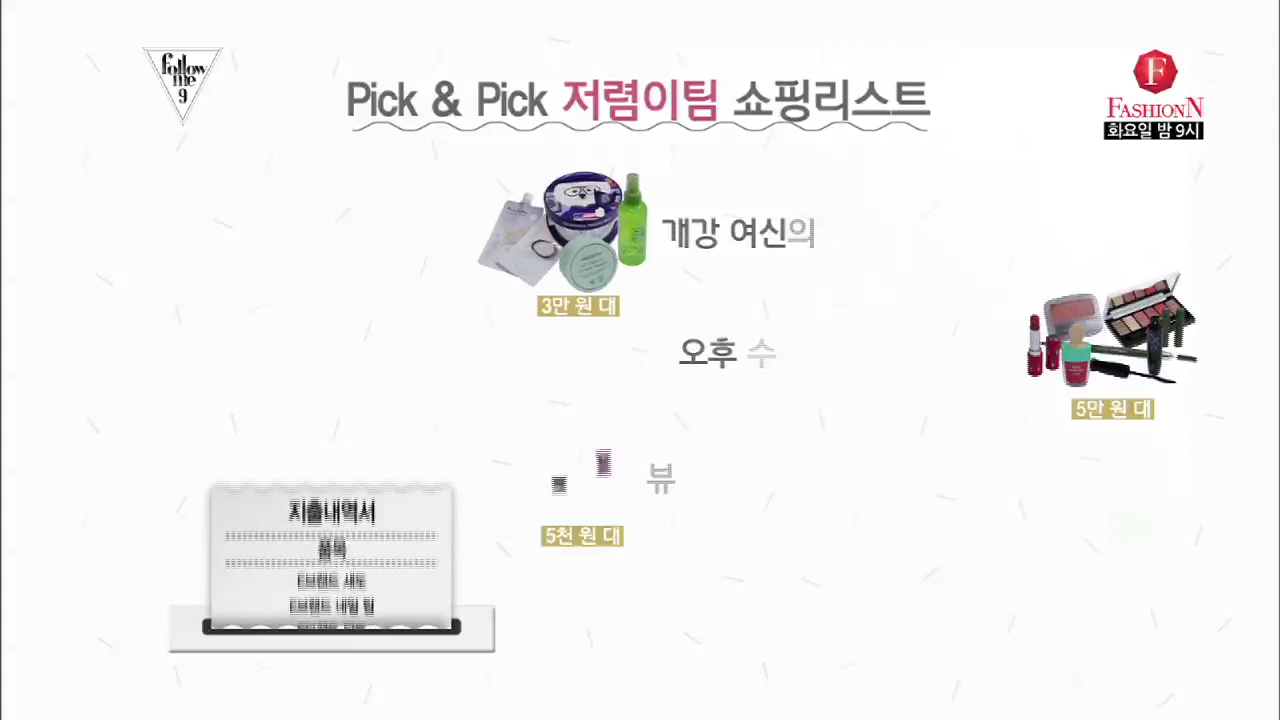 follow me 9
Pick & Pick 저렴이팀 쇼핑리스트
F
FASHIONN
화요일 밤 9시
개강 여신의
3만 원 대
오후 수
5만 원 대
뷰
5천 원 대
지출내역서
품목